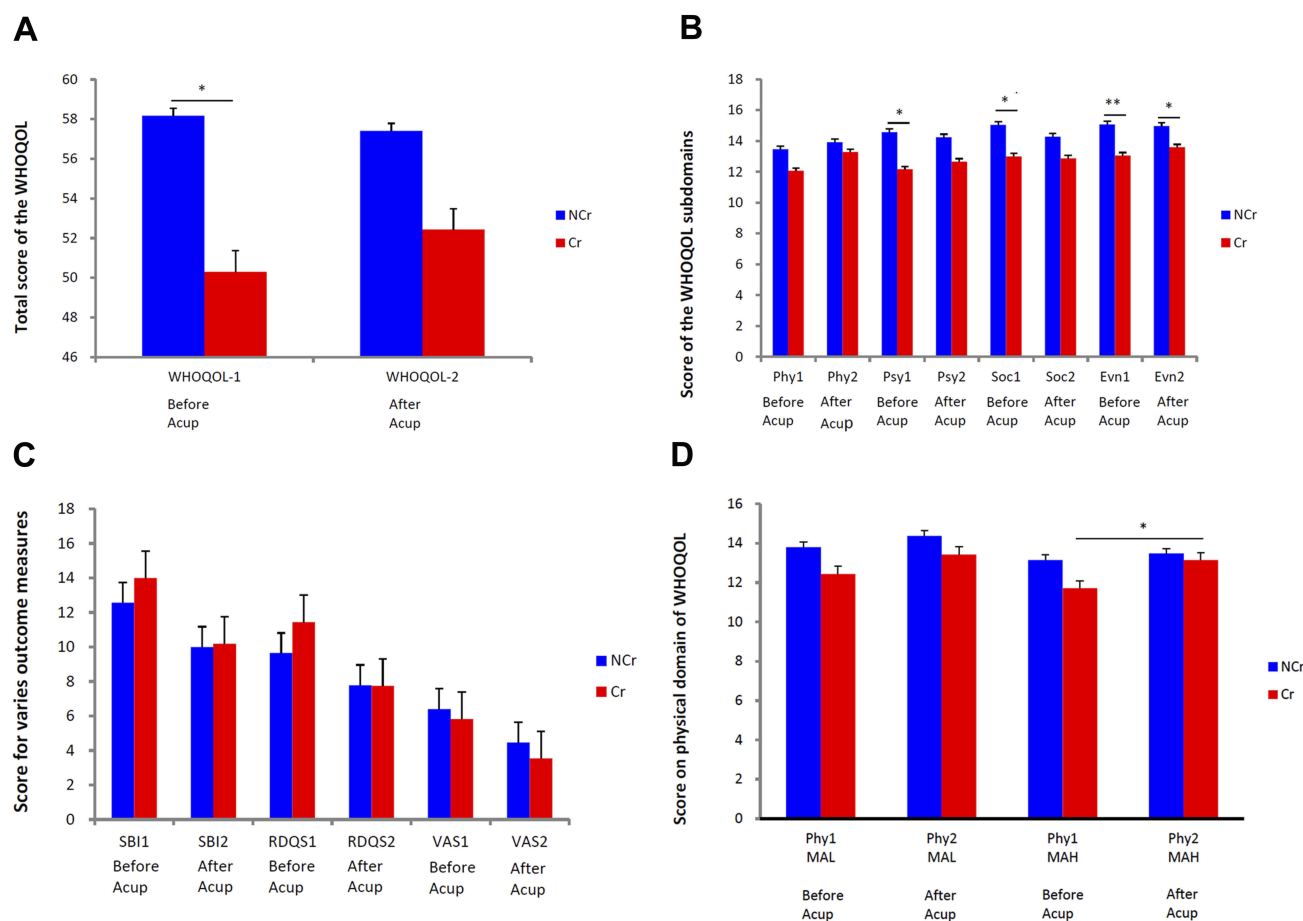 A
Total score of the WHOQOL
60
58
56
54
52
50
48
46
*
WHOQOL-1
WHOQOL-2
Before
Acup
After
Acup
NCr
Cr
B
Score of the WHOQOL subdomains
18
16
14
12
10
8
6
4
2
0
*
*
**
*
Phy1
Phy2
Psy1
Psy2
Soc1
Soc2
Evn1
Evn2
Before
Acup
After
Acup
Before
Acup
After
Acup
Before
Acup
After
Acup
Before
Acup
After
Acup
NCr
Cr
C
Score for varies outcome measures
18
16
14
12
10
8
6
4
2
0
SBI1
SBI2
RDQS1
RDQS2
VAS1
VAS2
Before
Acup
After
Acup
Before
Acup
After
Acup
Before
Acup
After
Acup
NCr
Cr
D
Score on physical domain of WHOQOL
16
14
12
10
8
6
4
2
0
*
Phy1
MAL
Phy2
MAL
Phy1
MAH
Phy2
MAH
Before
Acup
After
Acup
Before
Acup
After
Acup
NCr
Cr